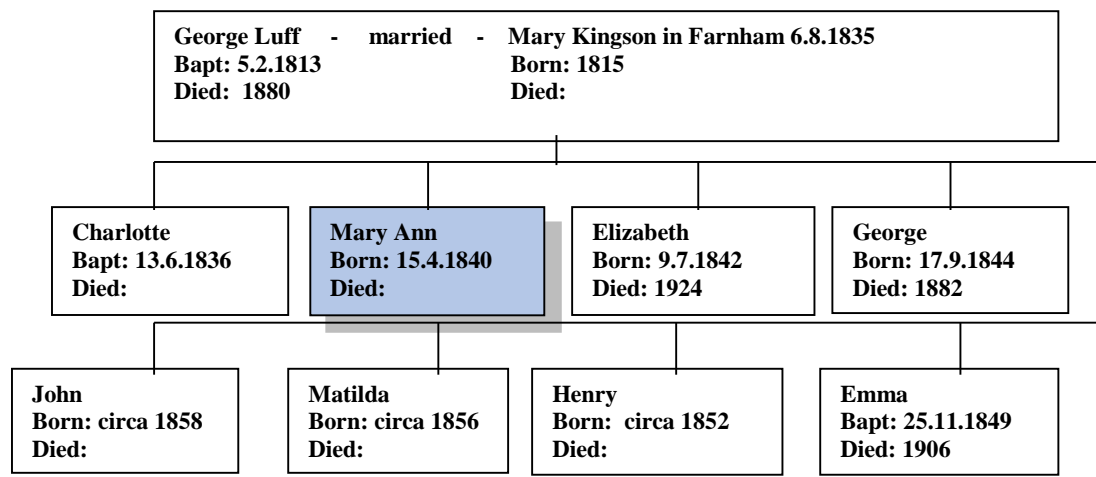 George Luff - married - Mary Kingson in Farnham 6.8.1835
Bapt: 5.2.1813 Born: 1815
Died: 1880 Died:
Charlotte
Bapt: 13.6.1836
Died:
Mary Ann
Born: 15.4.1840
Died:
Elizabeth
Born: 9.7.1842
Died: 1924
George
Born: 17.9.1844
Died: 1882
John
Born: circa 1858
Died:
Matilda
Born: circa 1856
Died:
Henry
Born: circa 1852
Died:
Emma
Bapt: 25.11.1849
Died: 1906